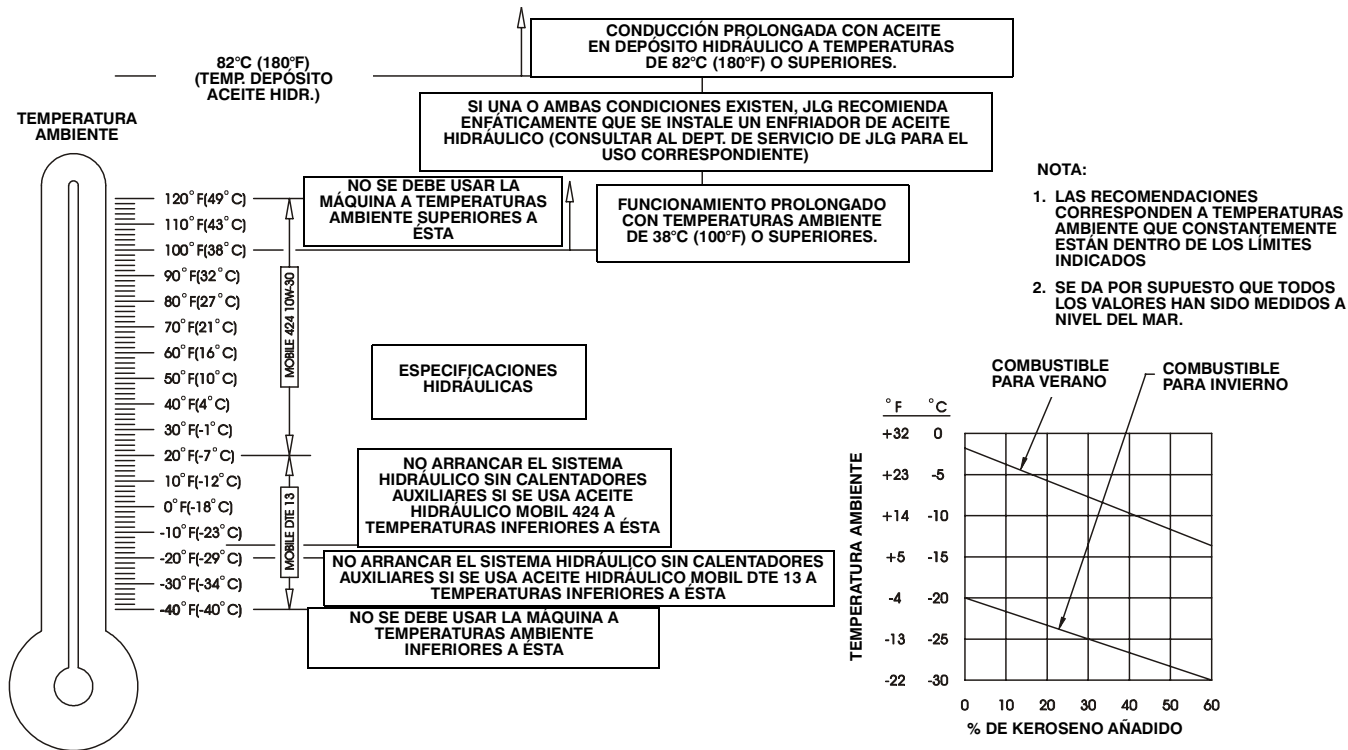 82°C (180°F)
(TEMP. DEPÓSITO
ACEITE HIDR.)
CONDUCCIÓN PROLONGADA CON ACEITE
EN DEPÓSITO HIDRÁULICO A TEMPERATURAS
DE 82°C (180°F) O SUPERIORES.
SI UNA O AMBAS CONDICIONES EXISTEN, JLG RECOMIENDA
ENFÁTICAMENTE QUE SE INSTALE UN ENFRIADOR DE ACEITE
HIDRÁULICO (CONSULTAR AL DEPT. DE SERVICIO DE JLG PARA EL
USO CORRESPONDIENTE)
TEMPERATURA
AMBIENTE
NO SE DEBE USAR LA
MÁQUINA A TEMPERATURAS
AMBIENTE SUPERIORES A
ÉSTA
FUNCIONAMIENTO PROLONGADO
CON TEMPERATURAS AMBIENTE
DE 38°C (100°F) O SUPERIORES.
120°F(49°C)
110°F(43°C)
100°F(38°C)
90°F(32°C)
80°F(27°C)
70°F(21°C)
60°F(16°C)
50°F(10°C)
40°F(4°C)
30°F(-1°C)
20°F(-7°C)
10°F(-12°C)
0°F(-18°C)
-10°F(-23°C)
-20°F(-29°C)
-30°F(-34°C)
-40°F(-40°C)
MOBILE 424 10W-30
MOBILE DTE 13
ESPECIFICACIONES
HIDRÁULICAS
NO ARRANCAR EL SISTEMA
HIDRÁULICO SIN CALENTADORES
AUXILIARES SI SE USA ACEITE
HIDRÁULICO MOBIL 424 A
TEMPERATURAS INFERIORES A ÉSTA
NO ARRANCAR EL SISTEMA HIDRÁULICO SIN CALENTADORES
AUXILIARES SI SE USA ACEITE HIDRÁULICO MOBIL DTE 13 A
TEMPERATURAS INFERIORES A ÉSTA
NO SE DEBE USAR LA MÁQUINA A
TEMPERATURAS AMBIENTE
INFERIORES A ÉSTA
NOTA:
1. LAS RECOMENDACIONES
CORRESPONDEN A TEMPERATURAS
AMBIENTE QUE CONSTANTEMENTE
ESTÁN DENTRO DE LOS LÍMITES
INDICADOS
2. SE DA POR SUPUESTO QUE TODOS
LOS VALORES HAN SIDO MEDIDOS A
NIVEL DEL MAR.
COMBUSTIBLE
PARA VERANO
COMBUSTIBLE
PARA INVIERNO
°F °C
+32 0
+23 -5
+14 -10
+5 -15
-4 -20
-13 -25
-22 -30
TEMPERATURA AMBIENTE
0 10 20 30 40 50 60
% DE KEROSENO AÑADIDO